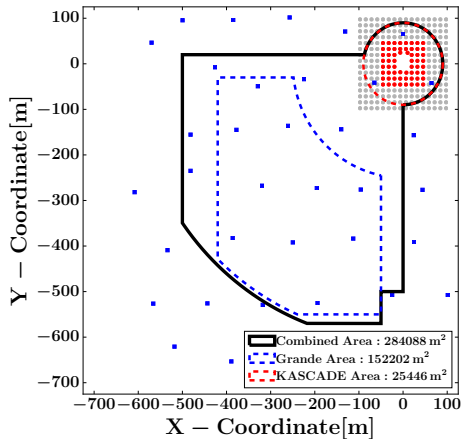 100
0
−100
−200
−300
−400
−500
−600
−700
Y − Coordinate[m]
−700 −600 −500 −400 −300 −200 −100 0 100
X − Coordinate[m]
Combined Area : 284088 m²
Grande Area : 152202 m²
KASCADE Area : 25446 m²